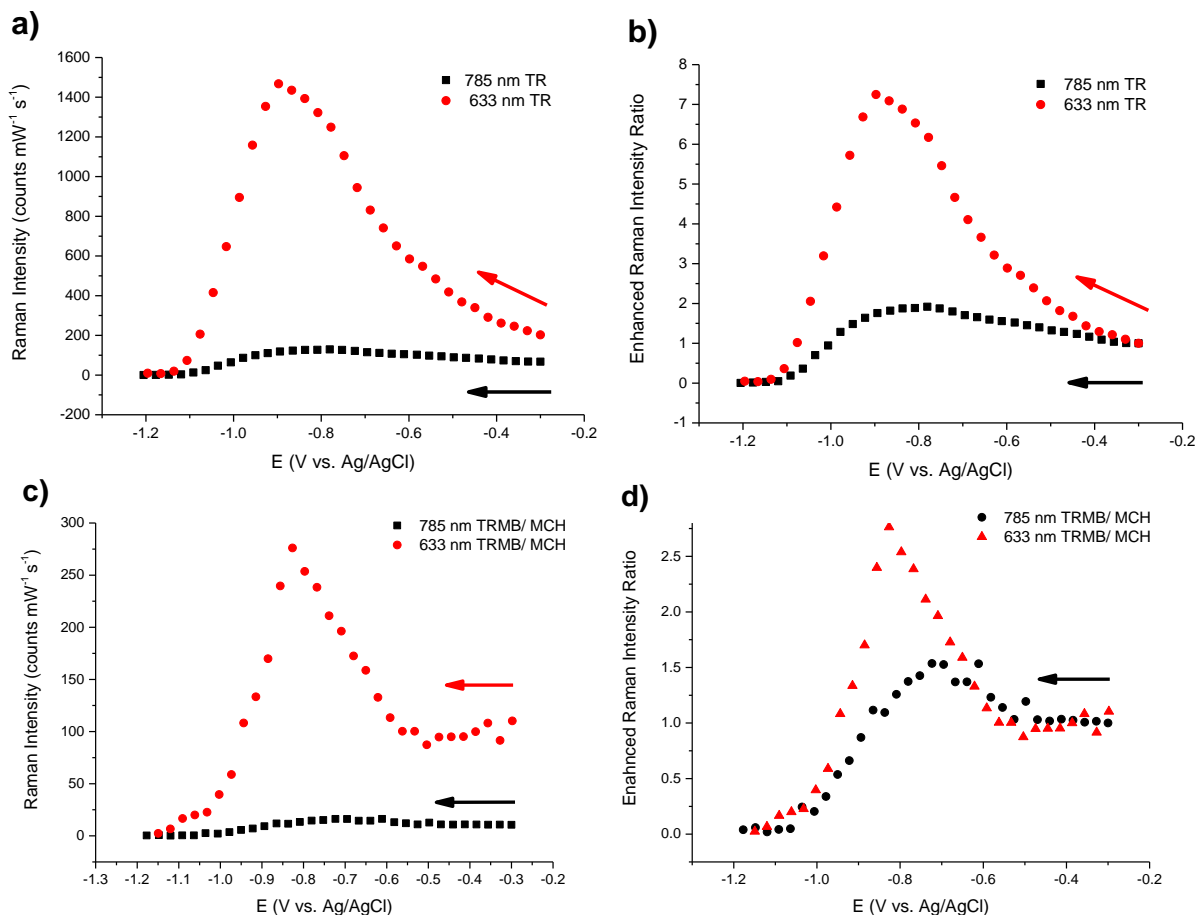 a)
785 nm TR
633 nm TR
Raman Intensity (counts mW⁻¹ s⁻¹)
1600
1400
1200
1000
800
600
400
200
0
-200
-1.2 -1.0 -0.8 -0.6 -0.4 -0.2
E (V vs. Ag/AgCl)
b)
785 nm TR
633 nm TR
Enhanced Raman Intensity Ratio
8
7
6
5
4
3
2
1
0
-1
-1.2 -1.0 -0.8 -0.6 -0.4 -0.2
E (V vs. Ag/AgCl)
c)
785 nm TRMB/ MCH
633 nm TRMB/ MCH
Raman Intensity (counts mW⁻¹ s⁻¹)
300
250
200
150
100
50
0
-1.3 -1.2 -1.1 -1.0 -0.9 -0.8 -0.7 -0.6 -0.5 -0.4 -0.3 -0.2
E (V vs. Ag/AgCl)
d)
785 nm TRMB/ MCH
633 nm TRMB/ MCH
Enahnced Raman Intensity Ratio
2.5
2.0
1.5
1.0
0.5
0.0
-1.2 -1.0 -0.8 -0.6 -0.4 -0.2
E (V vs. Ag/AgCl)